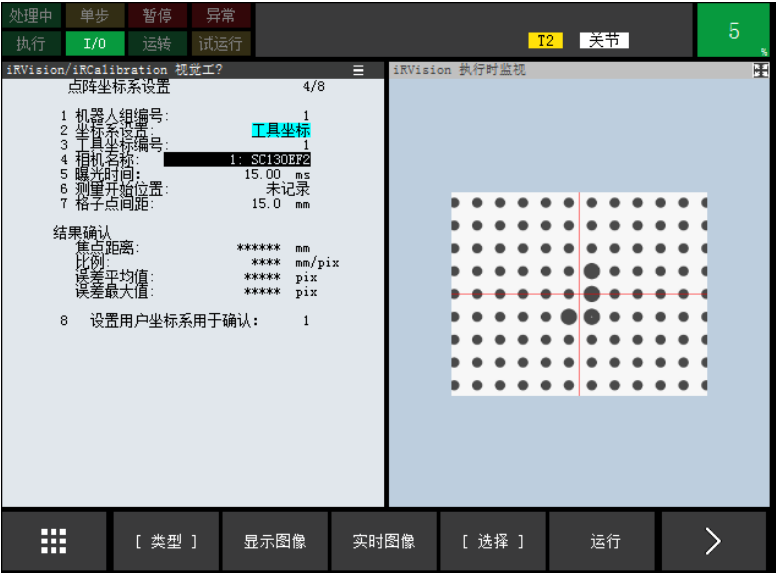 处理中 单步 暂停 异常
执行 I/O 运转 试运行
T2 关节
5
%
iRVision/iRCalibration 视觉工?
点阵坐标系设置 4/8
1 机器人组编号: 1
2 坐标系设置: 工具坐标
3 工具坐标编号: 1
4 相机名称: 1: SC130EF2
5 曝光时间: 15.00 ms
6 测量开始位置: 未记录
7 格子点间距: 15.0 mm
结果确认
焦点距离: ****** mm
比例: **** mm/pix
误差平均值: ***** pix
误差最大值: ***** pix
8 设置用户坐标系用于确认: 1
iRVision 执行时监视
[ 类型 ] 显示图像 实时图像 [ 选择 ] 运行